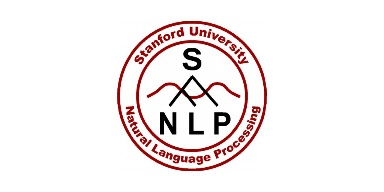 Stanford University
S
NLP
Natural Language Processing